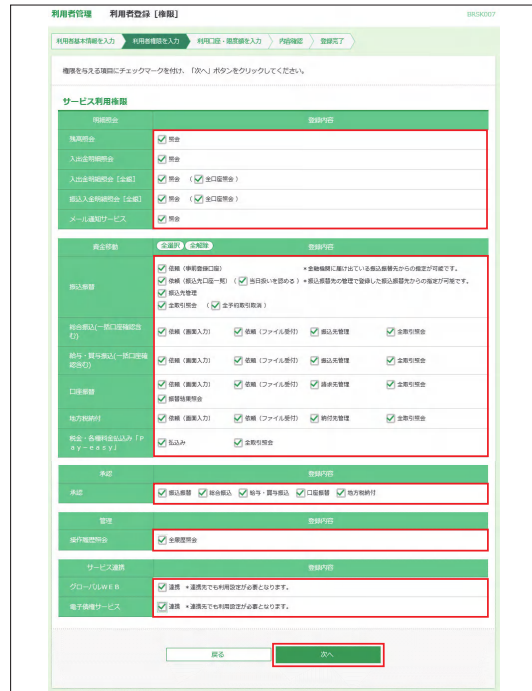 利用者管理 利用者登録 [権限] BRSK007
利用者基本情報を入力 利用者権限を入力 利用口座・限度額を入力 内容確認 登録完了
権限を与える項目にチェックマークを付け、「次へ」ボタンをクリックしてください。
サービス利用権限
明細照会 登録内容
残高照会 照会
入出金明細照会 照会
入出金明細照会 [全銀] 照会 ( 全口座照会 )
振込入金明細照会 [全銀] 照会 ( 全口座照会 )
メール通知サービス 照会
資金移動 全選択 全解除 登録内容
振込振替
依頼 (事前登録口座) *金融機関に届け出ている振込振替先からの指定が可能です。
依頼 (振込先口座一覧) ( 当日扱いを認める ) *振込振替先の管理で登録した振込振替先からの指定が可能です。
振込先管理
全取引照会 ( 全予約取引取消 )
総合振込(一括口座確認含む) 依頼 (画面入力) 依頼 (ファイル受付) 振込先管理 全取引照会
給与・賞与振込(一括口座確認含む) 依頼 (画面入力) 依頼 (ファイル受付) 振込先管理 全取引照会
口座振替 依頼 (画面入力) 依頼 (ファイル受付) 請求先管理 全取引照会
振替結果照会
地方税納付 依頼 (画面入力) 依頼 (ファイル受付) 納付先管理 全取引照会
税金・各種料金払込み「Pay-easy」 払込み 全取引照会
承認 登録内容
承認 振込振替 総合振込 給与・賞与振込 口座振替 地方税納付
管理 登録内容
操作履歴照会 全履歴照会
サービス連携 登録内容
グローバルWEB 連携 *連携先でも利用設定が必要となります。
電子債権サービス 連携 *連携先でも利用設定が必要となります。
戻る 次へ